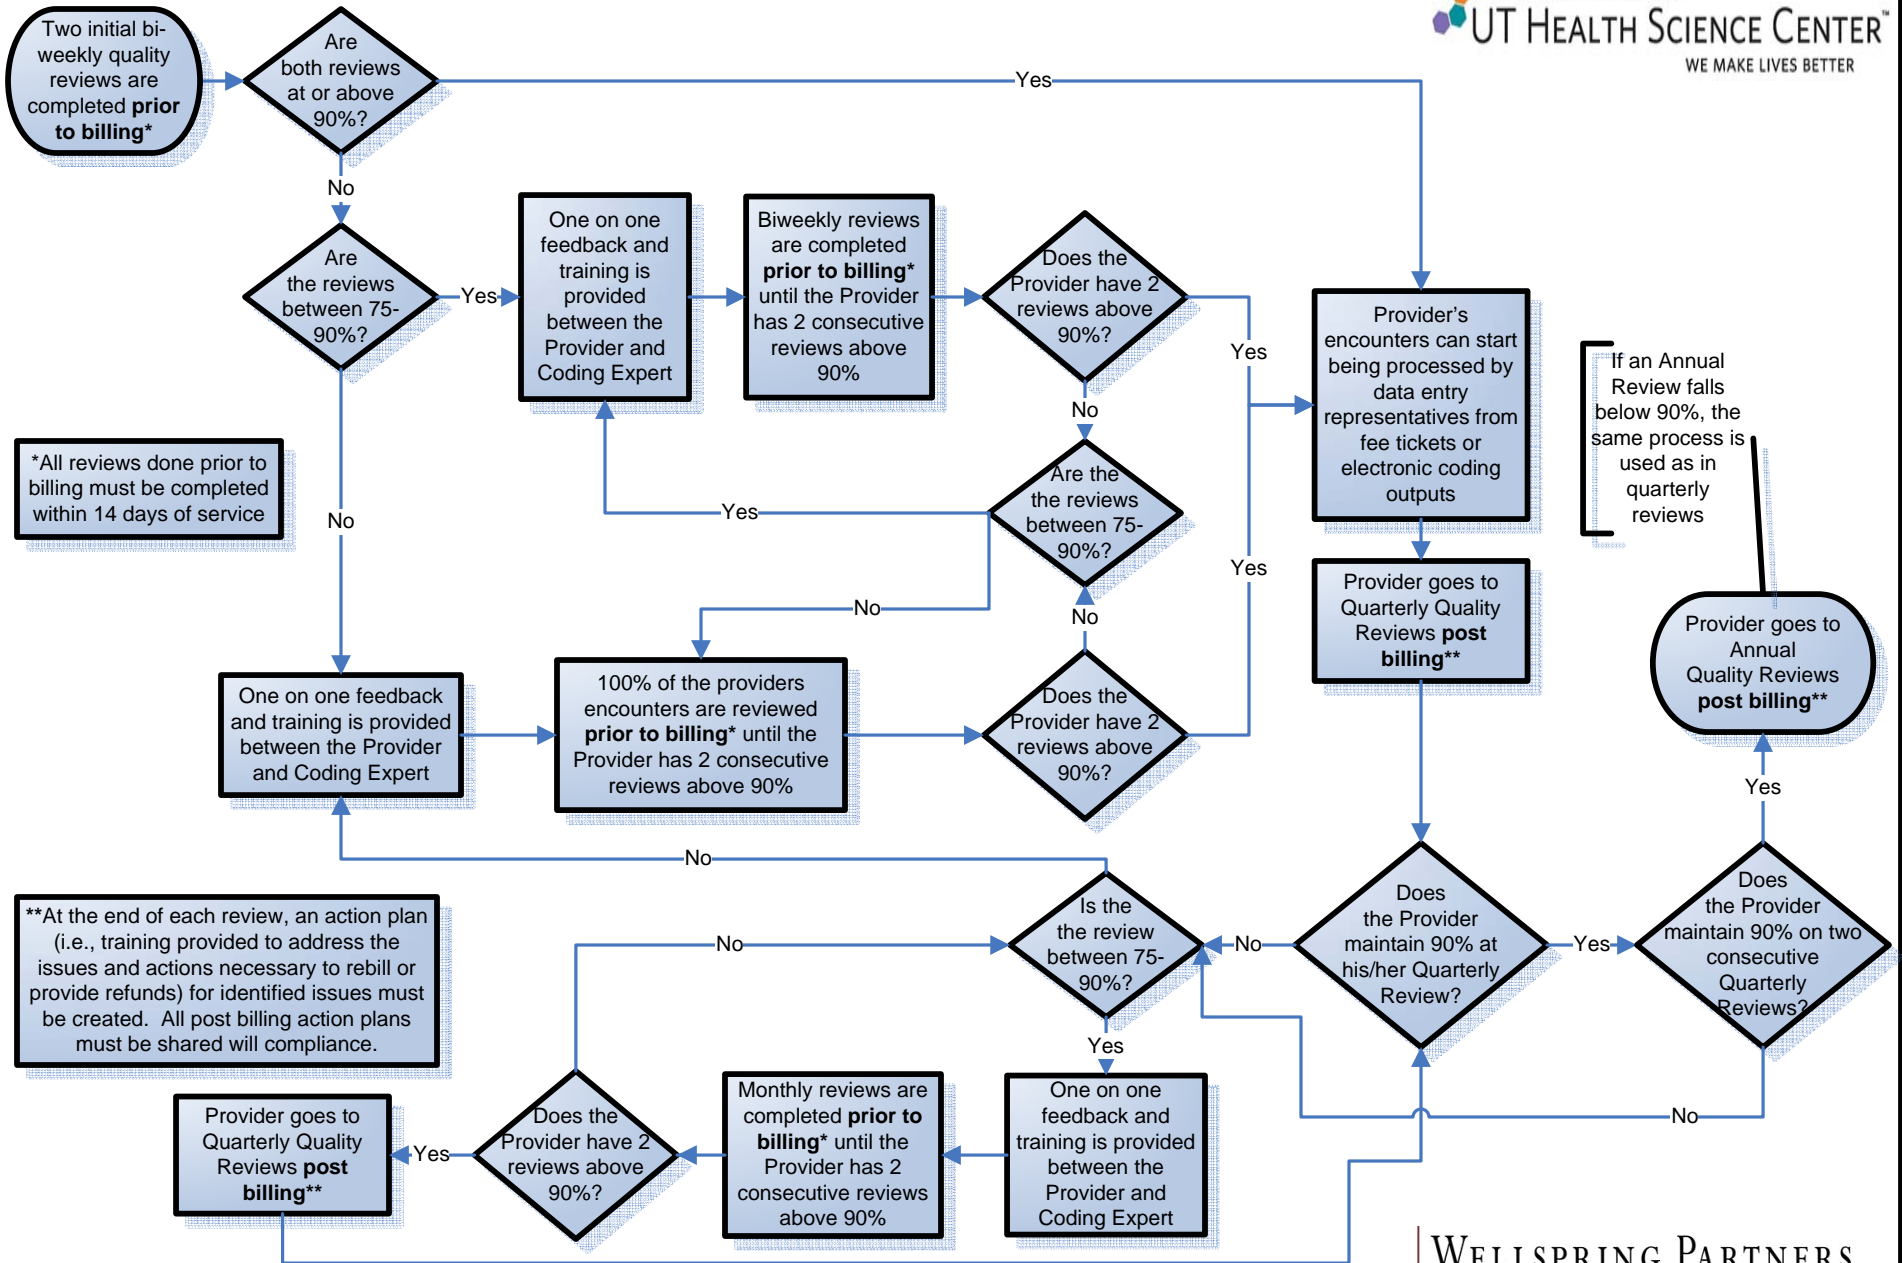 UT HEALTH SCIENCE CENTER™
WE MAKE LIVES BETTER
Two initial bi-
weekly quality
reviews are
completed prior
to billing*
Are
both reviews
at or above
90%?
Yes
No
Are
the reviews
between 75-
90%?
Yes
One on one
feedback and
training is
provided
between the
Provider and
Coding Expert
Biweekly reviews
are completed
prior to billing*
until the Provider
has 2 consecutive
reviews above
90%
Does the
Provider have 2
reviews above
90%?
Yes
No
Provider's
encounters can start
being processed by
data entry
representatives from
fee tickets or
electronic coding
outputs
If an Annual
Review falls
below 90%, the
same process is
used as in
quarterly
reviews
*All reviews done prior to
billing must be completed
within 14 days of service
No
Are the
the reviews
between 75-
90%?
Yes
No
No
Yes
Provider goes to
Quarterly Quality
Reviews post
billing**
Provider goes to
Annual
Quality Reviews
post billing**
One on one feedback
and training is provided
between the Provider
and Coding Expert
100% of the providers
encounters are reviewed
prior to billing* until the
Provider has 2 consecutive
reviews above 90%
Does the
Provider have 2
reviews above
90%?
Yes
No
**At the end of each review, an action plan
(i.e., training provided to address the
issues and actions necessary to rebill or
provide refunds) for identified issues must
be created. All post billing action plans
must be shared will compliance.
No
Is the
the review
between 75-
90%?
No
Does
the Provider
maintain 90% at
his/her Quarterly
Review?
Yes
Does
the Provider
maintain 90% on two
consecutive
Quarterly
Reviews?
Yes
No
Provider goes to
Quarterly Quality
Reviews post
billing**
Yes
Does the
Provider have 2
reviews above
90%?
Monthly reviews are
completed prior to
billing* until the
Provider has 2
consecutive reviews
above 90%
One on one
feedback and
training is provided
between the
Provider and
Coding Expert
WELLSPRING PARTNERS